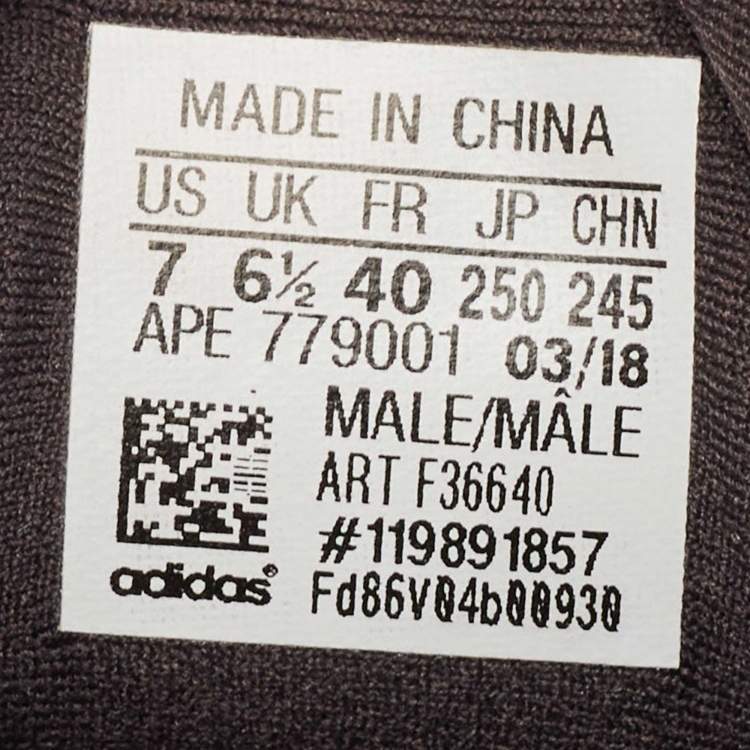 MADE IN CHINA
US UK FR JP CHN
7 6½ 40 250 245
APE 779001 03/18
MALE/MÂLE
ART F36640
#119891857
adidas®
Fd86V04b00930